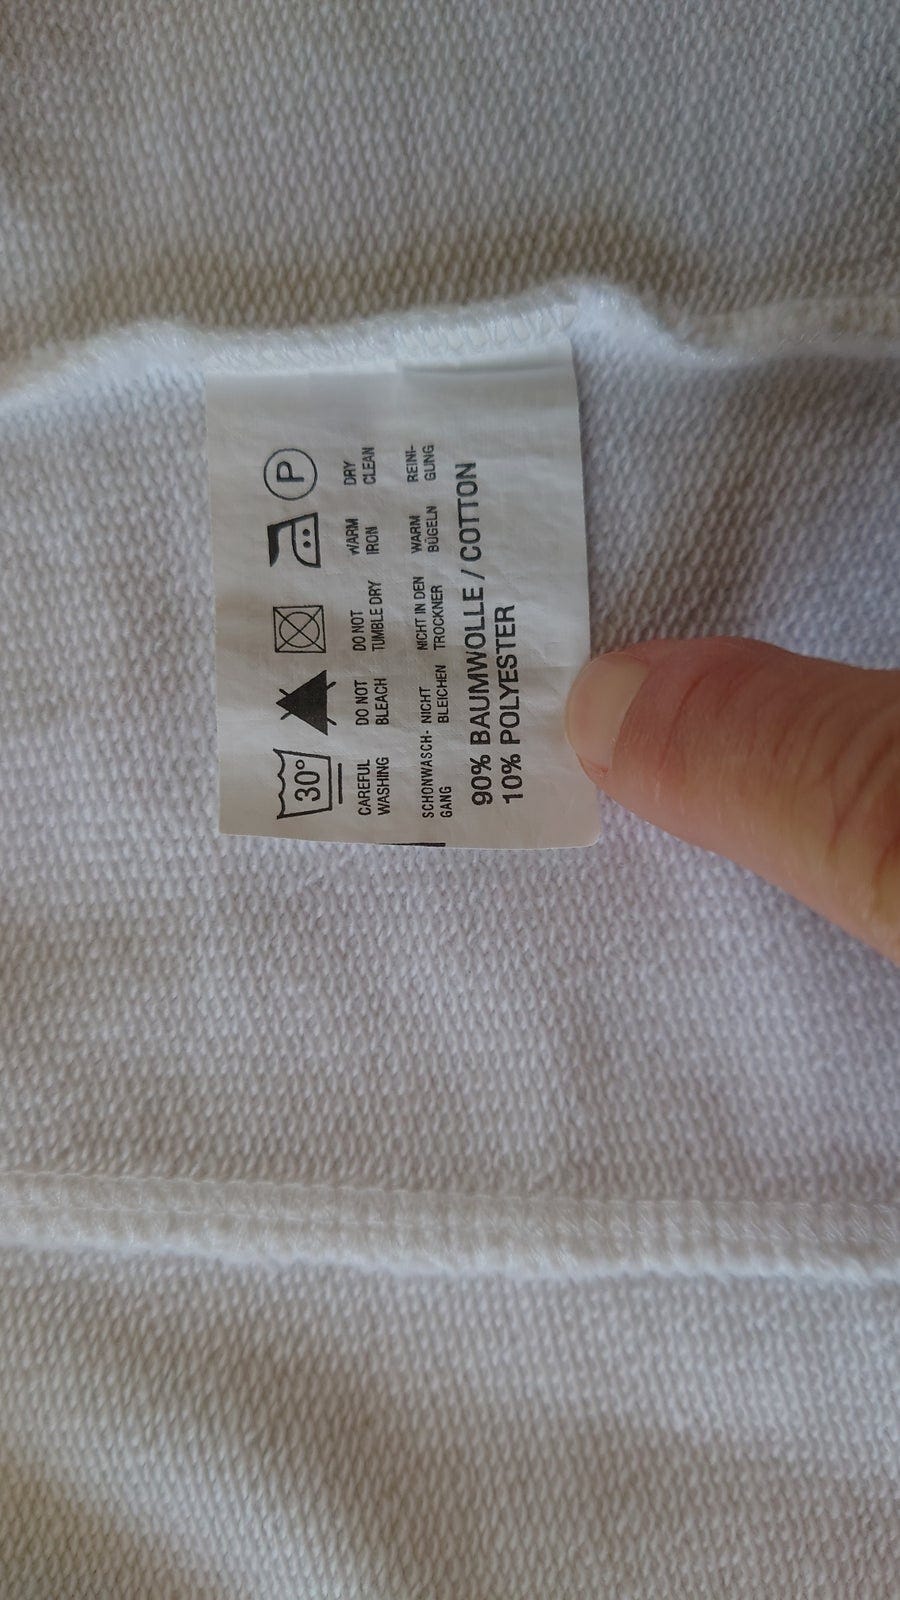 30°
P
CAREFUL
WASHING
DO NOT
BLEACH
DO NOT
TUMBLE DRY
WARM
IRON
DRY
CLEAN
SCHONWASCH-
GANG
NICHT
BLEICHEN
NICHT IN DEN
TROCKNER
WARM
BÜGELN
REINI-
GUNG
90% BAUMWOLLE / COTTON
10% POLYESTER